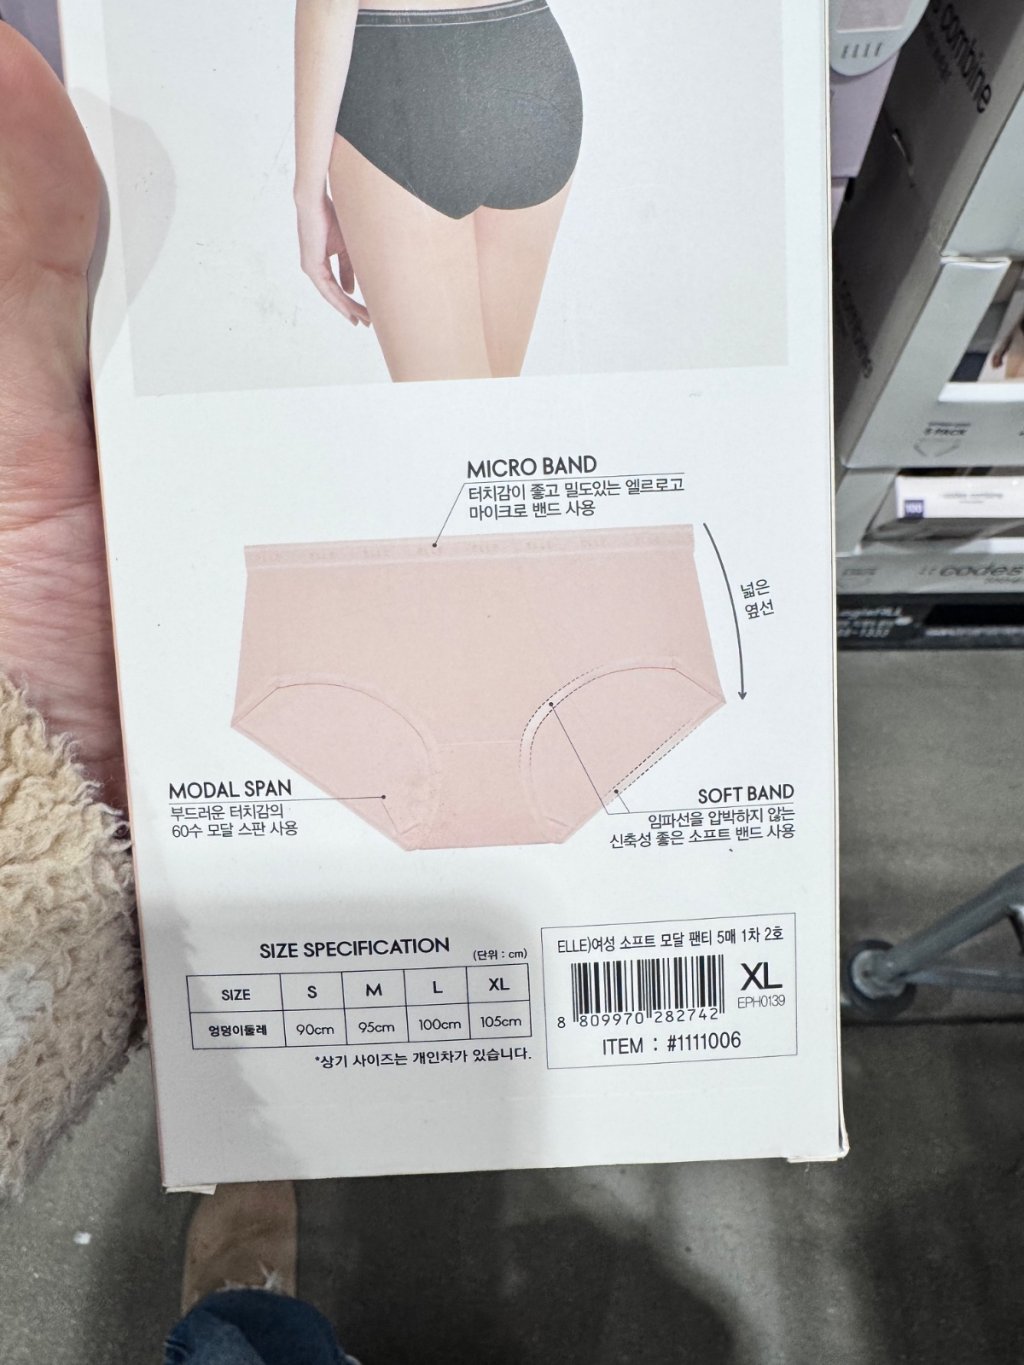 ELLE
combine
MICRO BAND
터치감이 좋고 밀도있는 엘르로고
마이크로 밴드 사용
넓은
옆선
MODAL SPAN
부드러운 터치감의
60수 모달 스판 사용
SOFT BAND
임파선을 압박하지 않는
신축성 좋은 소프트 밴드 사용
SIZE SPECIFICATION
(단위 : cm)
SIZE S M L XL
엉덩이둘레 90cm 95cm 100cm 105cm
*상기 사이즈는 개인차가 있습니다.
ELLE)여성 소프트 모달 팬티 5매 1차 2호
XL
EPH0139
8 809970 282742
ITEM : #1111006
5 PACK
100
codes